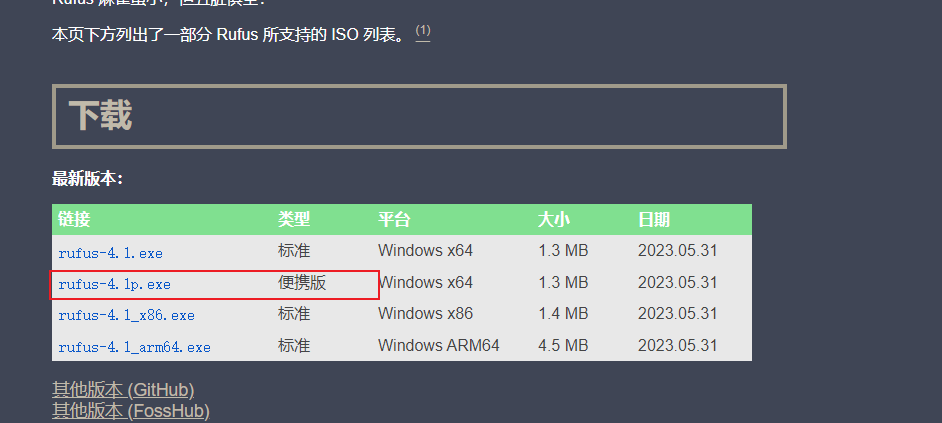 本页下方列出了一部分 Rufus 所支持的 ISO 列表。 (1)
下载
最新版本：
链接 类型 平台 大小 日期
rufus-4.1.exe 标准 Windows x64 1.3 MB 2023.05.31
rufus-4.1p.exe 便携版 Windows x64 1.3 MB 2023.05.31
rufus-4.1_x86.exe 标准 Windows x86 1.4 MB 2023.05.31
rufus-4.1_arm64.exe 标准 Windows ARM64 4.5 MB 2023.05.31
其他版本 (GitHub)
其他版本 (FossHub)